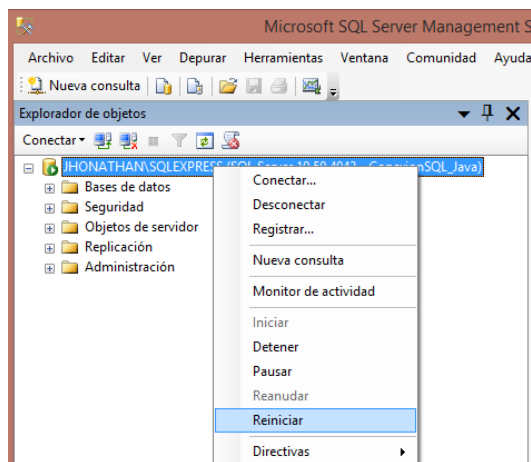 Microsoft SQL Server Management S
Archivo Editar Ver Depurar Herramientas Ventana Comunidad Ayuda
Nueva consulta
Explorador de objetos
Conectar
JHONATHAN\SQLEXPRESS (SQL Server 10.50.4042 - ConexionSQL_Java)
Bases de datos
Seguridad
Objetos de servidor
Replicación
Administración
Conectar...
Desconectar
Registrar...
Nueva consulta
Monitor de actividad
Iniciar
Detener
Pausar
Reanudar
Reiniciar
Directivas